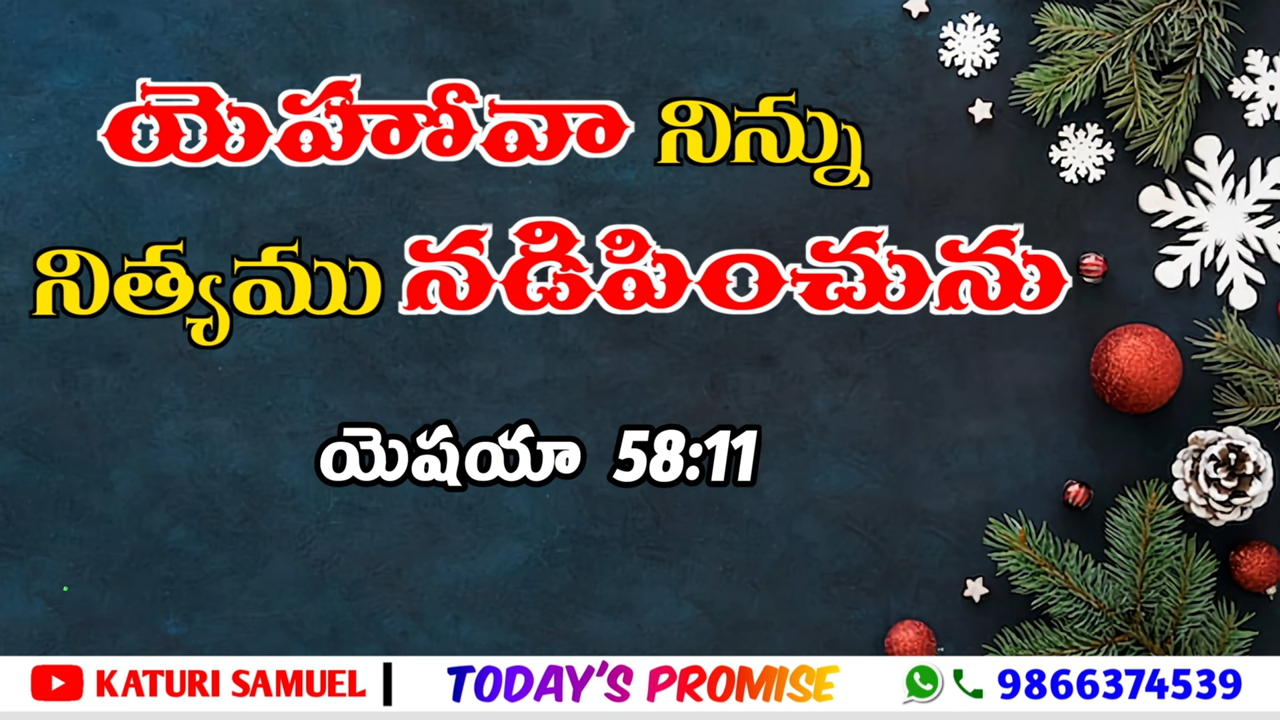 యెహోవా నిన్ను
నిత్యము నడిపించును
యెషయా 58:11
KATURI SAMUEL | TODAY'S PROMISE 9866374539